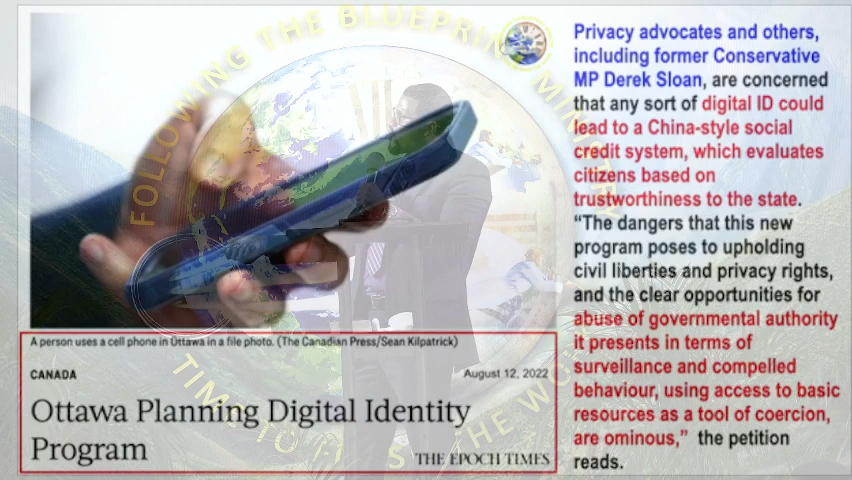 FOLLOWING THE BLUEPRINT MINISTRY
A person uses a cell phone in Ottawa in a file photo. (The Canadian Press/Sean Kilpatrick)
CANADA
August 12, 2022
Ottawa Planning Digital Identity
Program
THE EPOCH TIMES
TIME TO
THE WO
Privacy advocates and others,
including former Conservative
MP Derek Sloan, are concerned
that any sort of digital ID could
lead to a China-style social
credit system, which evaluates
citizens based on
trustworthiness to the state.
“The dangers that this new
program poses to upholding
civil liberties and privacy rights,
and the clear opportunities for
abuse of governmental authority
it presents in terms of
surveillance and compelled
behaviour, using access to basic
resources as a tool of coercion,
are ominous,” the petition
reads.